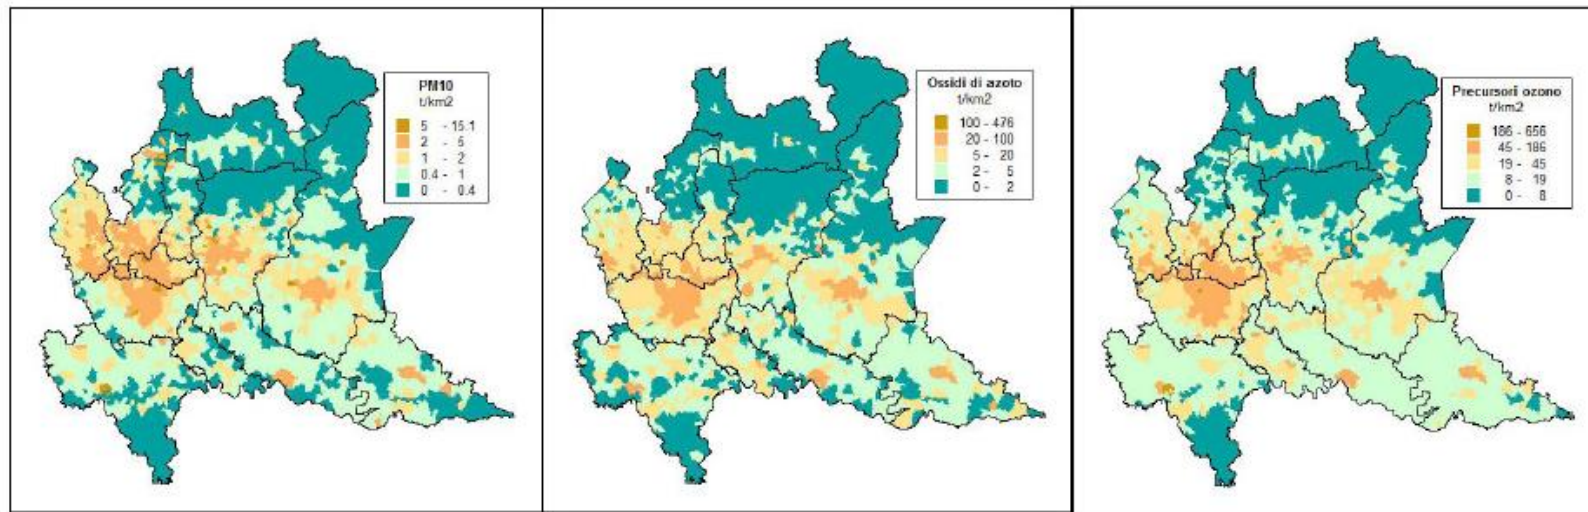 PM10
t/km2
5 - 15.1
2 - 5
1 - 2
0.4 - 1
0 - 0.4
Ossidi di azoto
t/km2
100 - 476
20 - 100
5 - 20
2 - 5
0 - 2
Precursori ozono
t/km2
186 - 656
45 - 186
19 - 45
8 - 19
0 - 8